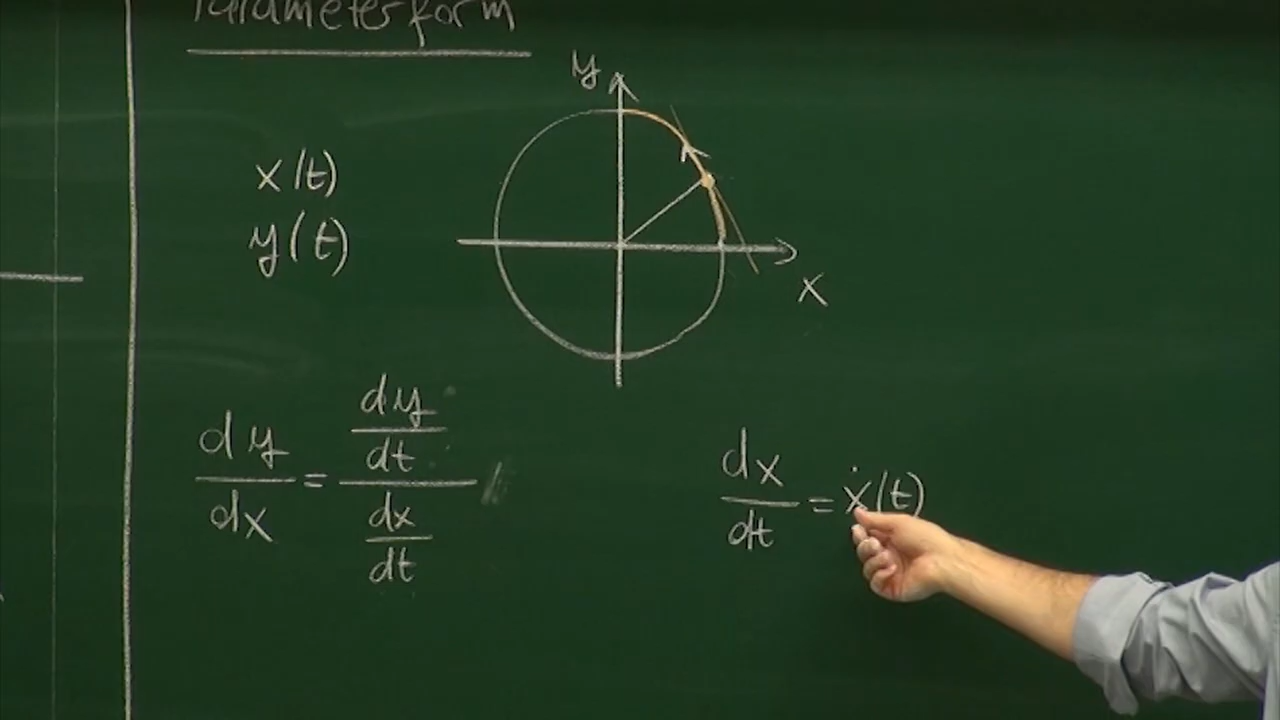 Parameterform
y
x(t)
y(t)
x
dy/dx = (dy/dt)/(dx/dt)
dx/dt = ẋ(t)